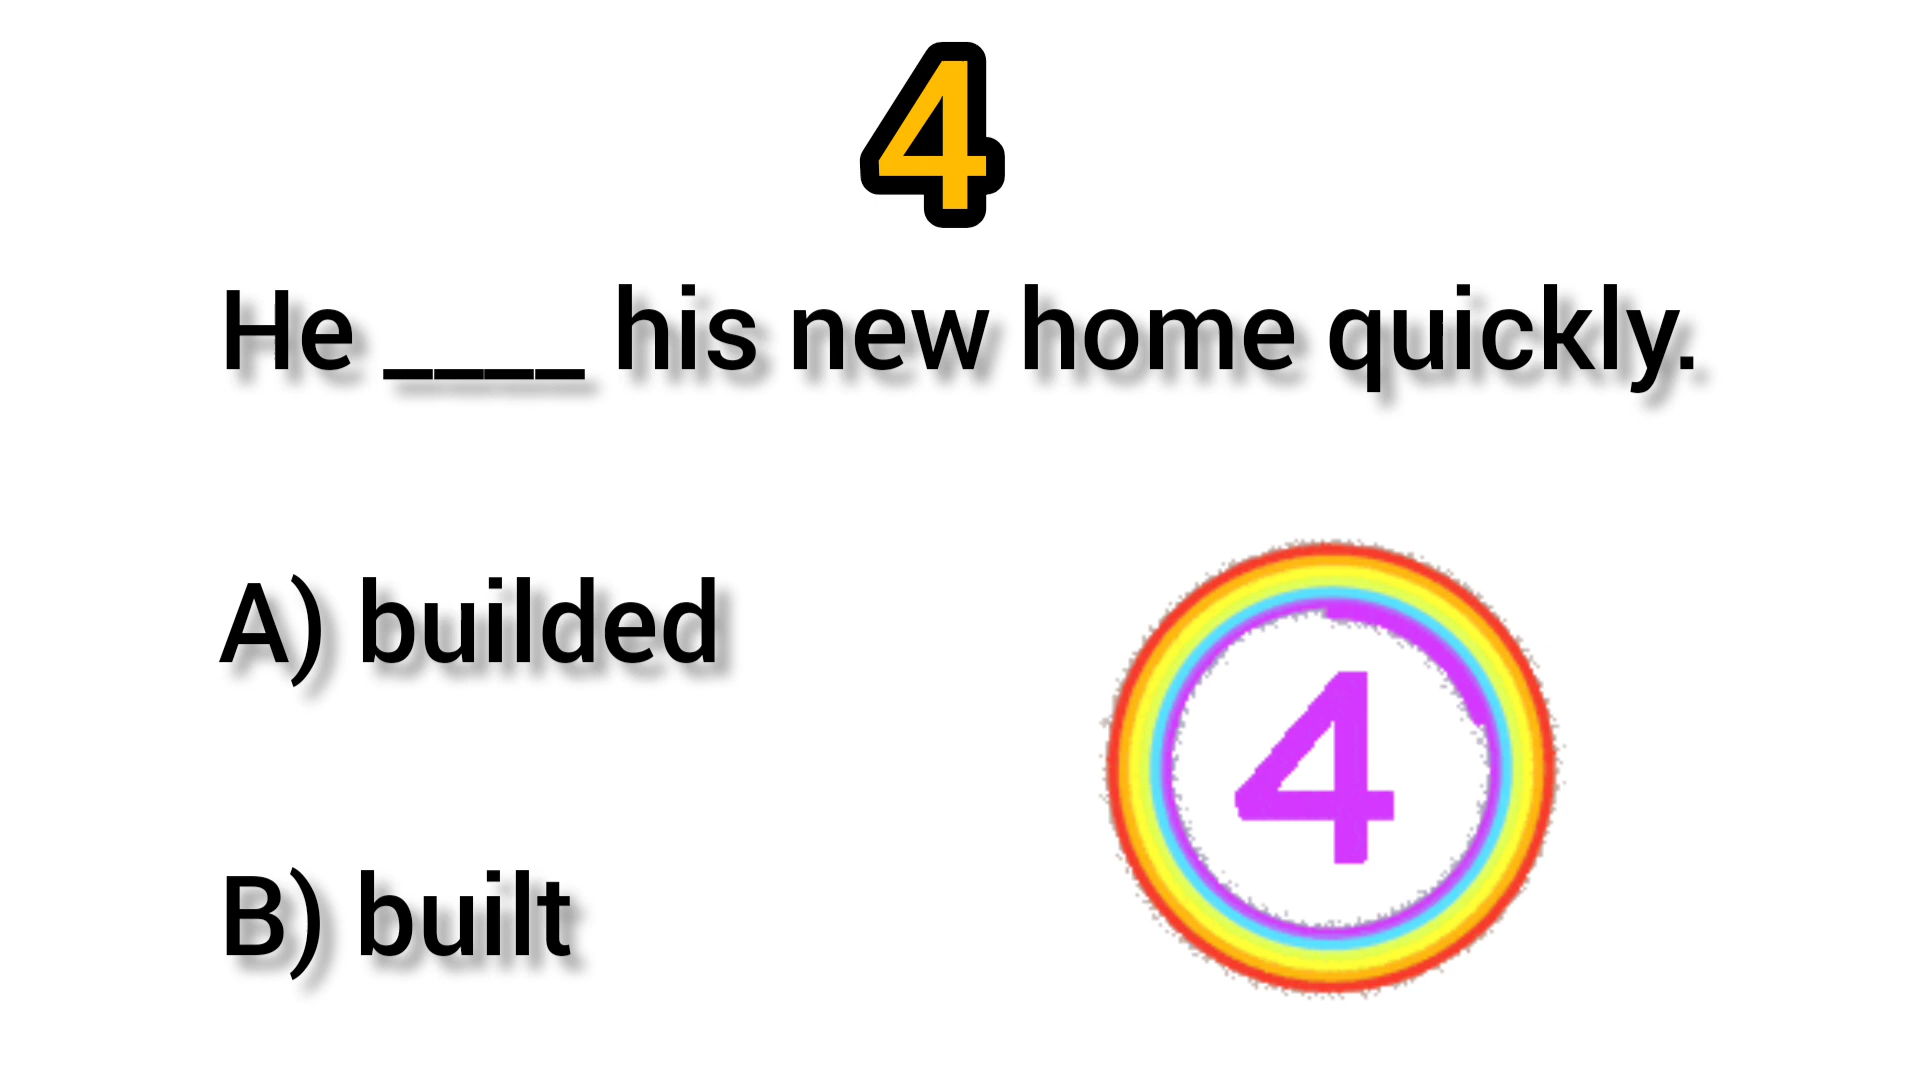 4
He ____ his new home quickly.
A) builded
4
B) built